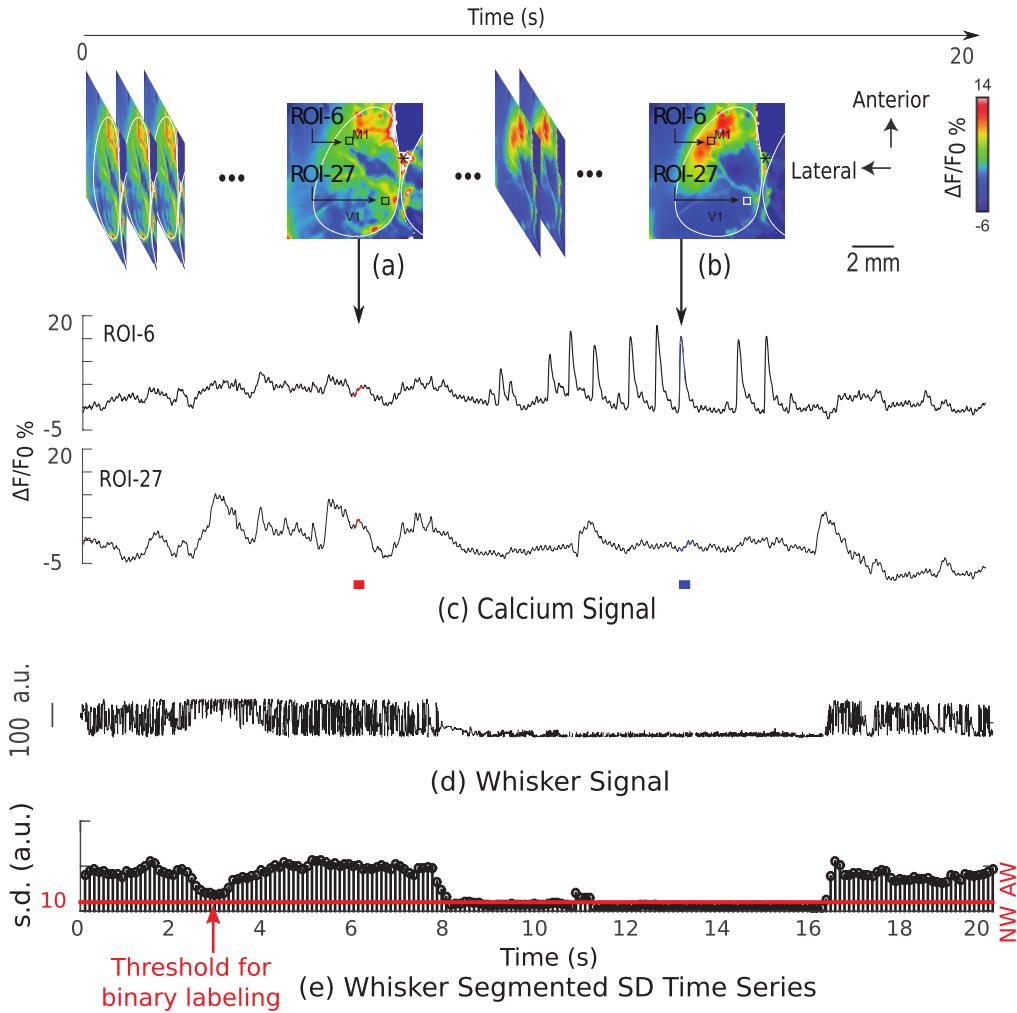 Time (s)
0
20
ROI-6
M1
ROI-27
V1
*
(a)
ROI-6
M1
ROI-27
V1
*
(b)
Anterior
Lateral
2 mm
14
ΔF/F0 %
-6
20
ROI-6
-5
ΔF/F0 %
20
ROI-27
-5
(c) Calcium Signal
100 a.u.
(d) Whisker Signal
s.d. (a.u.)
10
NW AW
0 2 4 6 8 10 12 14 16 18 20
Time (s)
Threshold for
binary labeling
(e) Whisker Segmented SD Time Series